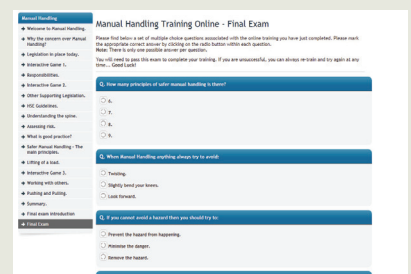 Manual Handling
Welcome to Manual Handling.
Why the concern over Manual
Handling?
Legislation in place today.
Interactive Game 1.
Responsibilities.
Interactive Game 2.
Other Supporting Legislation.
HSE Guidelines.
Understanding the spine.
Assessing risk.
What is good practice?
Safer Manual Handling - The
main principles.
Lifting of a load.
Interactive Game 3.
Working with others.
Pushing and Pulling.
Summary.
Final exam introduction
Final Exam
Manual Handling Training Online - Final Exam
Please find below a set of multiple choice questions associated with the online training you have just completed. Please mark
the appropriate correct answer by clicking on the radio button within each question.
Note: There is only one possible answer per question.
You will need to pass this exam to complete your training. If you are unsuccessful, you can always re-train and try again at any
time... Good Luck!
Q. How many principles of safer manual handling is there?
6.
7.
8.
9.
Q. When Manual Handling anything always try to avoid:
Twisting.
Slightly bend your knees.
Look forward.
Q. If you cannot avoid a hazard then you should try to:
Prevent the hazard from happening.
Minimise the danger.
Remove the hazard.